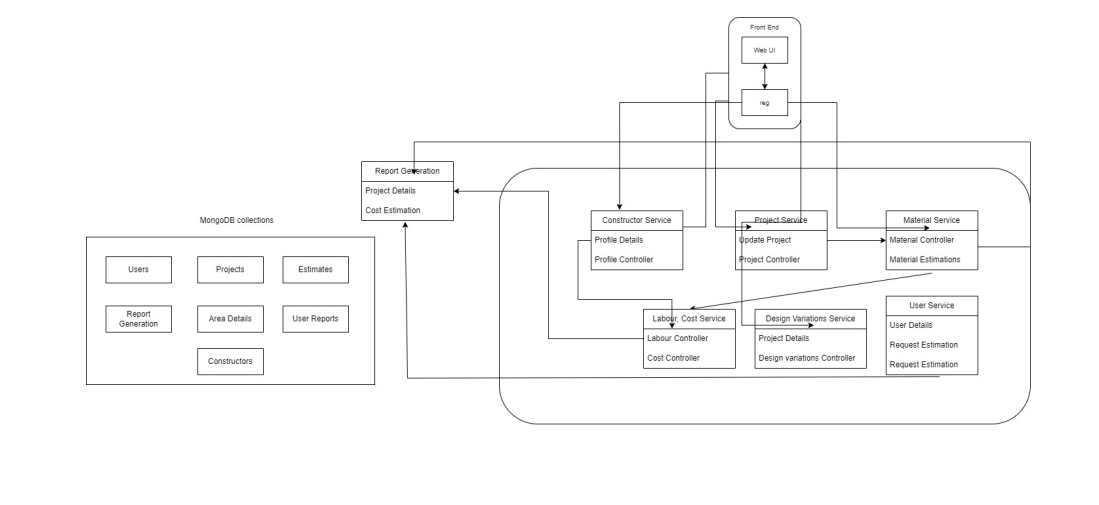 Front End
Web UI
reg
Report Generation
Project Details
Cost Estimation
MongoDB collections
Users
Projects
Estimates
Report
Generation
Area Details
User Reports
Constructors
Constructor Service
Profile Details
Profile Controller
Project Service
Update Project
Project Controller
Material Service
Material Controller
Material Estimations
Labour, Cost Service
Labour Controller
Cost Controller
Design Variations Service
Project Details
Design variations Controller
User Service
User Details
Request Estimation
Request Estimation